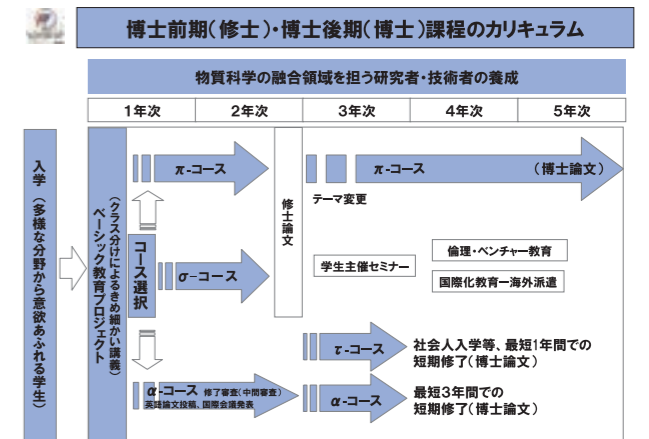 博士前期(修士)・博士後期(博士)課程のカリキュラム
物質科学の融合領域を担う研究者・技術者の養成
1年次
2年次
3年次
4年次
5年次
入学(多様な分野から意欲あふれる学生)
ベーシック教育プロジェクト
(クラス分けによるきめ細かい講義)
コース選択
π-コース
修士論文
π-コース
(博士論文)
テーマ変更
σ-コース
学生主催セミナー
倫理・ベンチャー教育
国際化教育ー海外派遣
τ-コース
社会人入学等、最短1年間での
短期修了(博士論文)
α-コース 修了審査(中間審査)
英語論文投稿、国際会議発表
α-コース
最短3年間での
短期修了(博士論文)